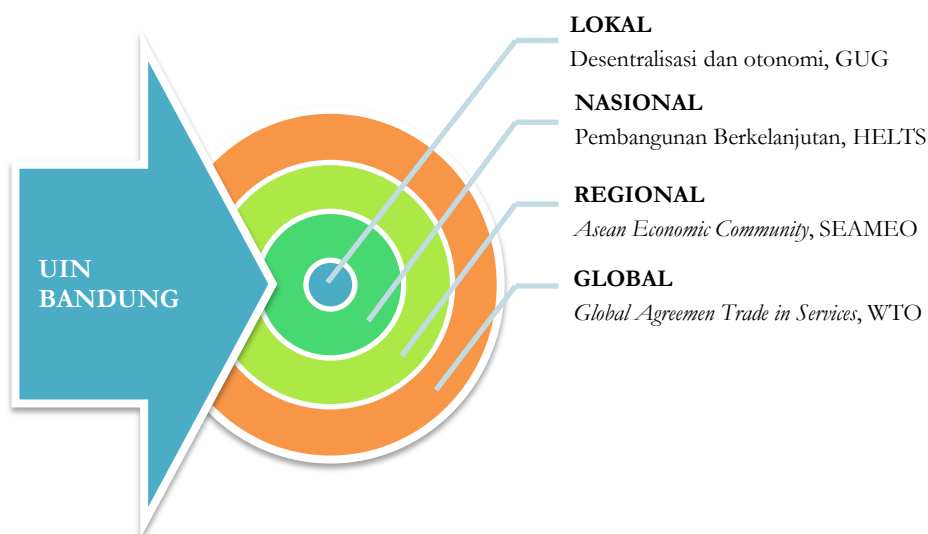 LOKAL
Desentralisasi dan otonomi, GUG
NASIONAL
Pembangunan Berkelanjutan, HELTS
REGIONAL
Asean Economic Community, SEAMEO
GLOBAL
Global Agreemen Trade in Services, WTO
UIN
BANDUNG